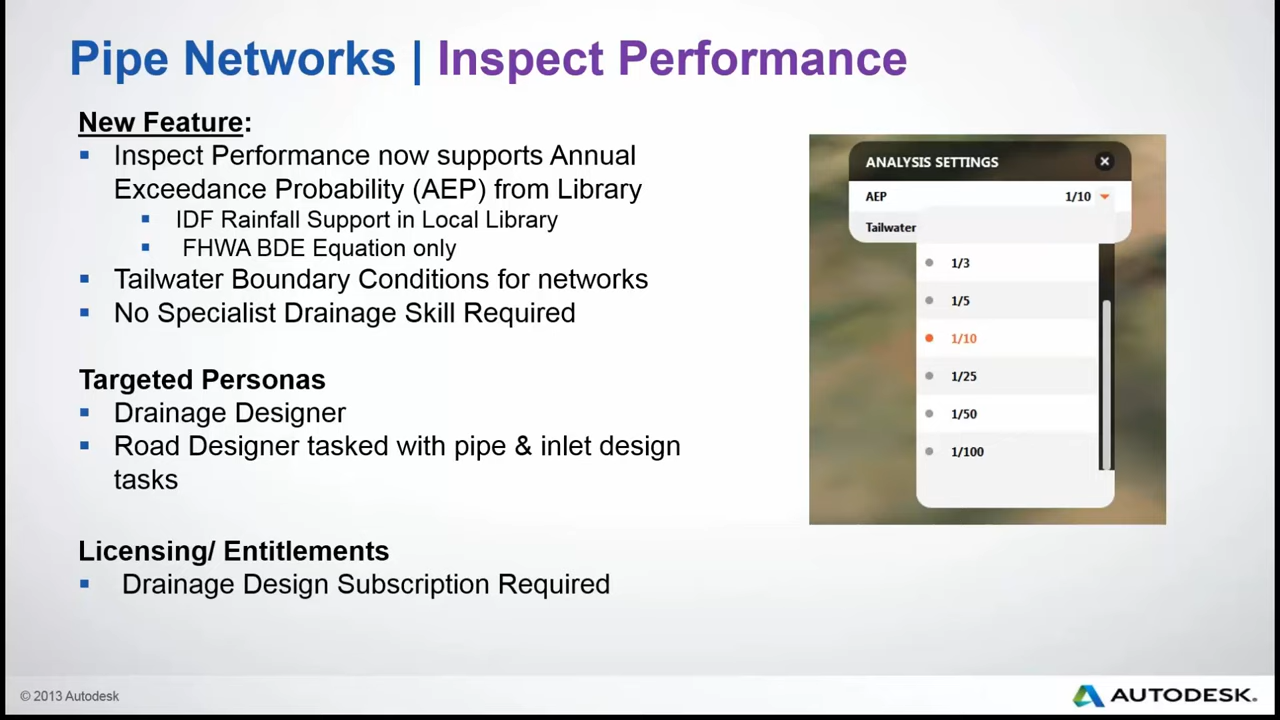 Pipe Networks | Inspect Performance
New Feature:
▪ Inspect Performance now supports Annual
Exceedance Probability (AEP) from Library
▪ IDF Rainfall Support in Local Library
▪ FHWA BDE Equation only
▪ Tailwater Boundary Conditions for networks
▪ No Specialist Drainage Skill Required
Targeted Personas
▪ Drainage Designer
▪ Road Designer tasked with pipe & inlet design
tasks
Licensing/ Entitlements
▪ Drainage Design Subscription Required
ANALYSIS SETTINGS
AEP 1/10
Tailwater
1/3
1/5
1/10
1/25
1/50
1/100
© 2013 Autodesk
AUTODESK.